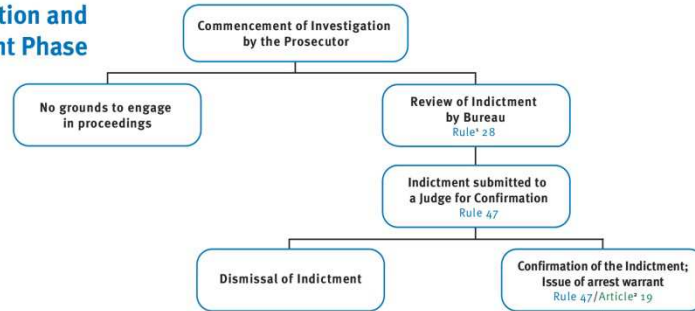 tion and
nt Phase
Commencement of Investigation
by the Prosecutor
No grounds to engage
in proceedings
Review of Indictment
by Bureau
Rule¹ 28
Indictment submitted to
a Judge for Confirmation
Rule 47
Dismissal of Indictment
Confirmation of the Indictment;
Issue of arrest warrant
Rule 47/Article² 19